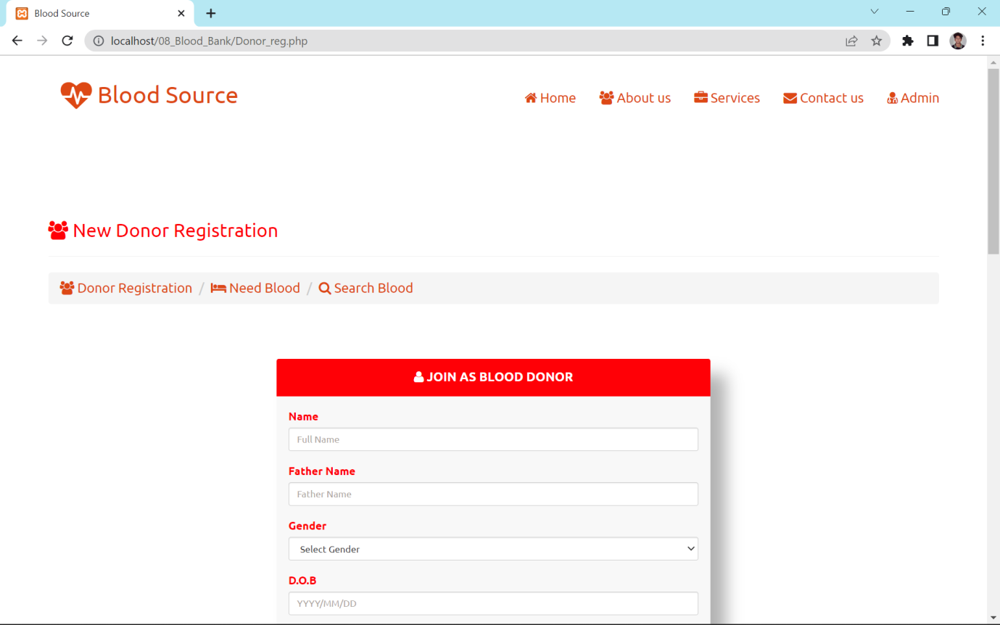 Blood Source
localhost/08_Blood_Bank/Donor_reg.php
Blood Source
Home About us Services Contact us Admin
New Donor Registration
Donor Registration / Need Blood / Search Blood
JOIN AS BLOOD DONOR
Name
Full Name
Father Name
Father Name
Gender
Select Gender
D.O.B
YYYY/MM/DD